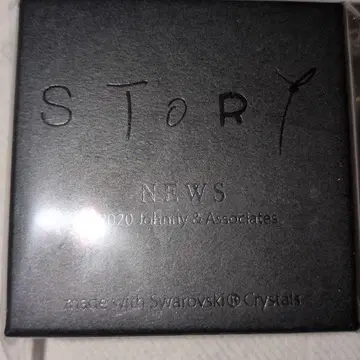 STORY
NEWS
2020 Johnny & Associates
made with Swarovski® Crystals